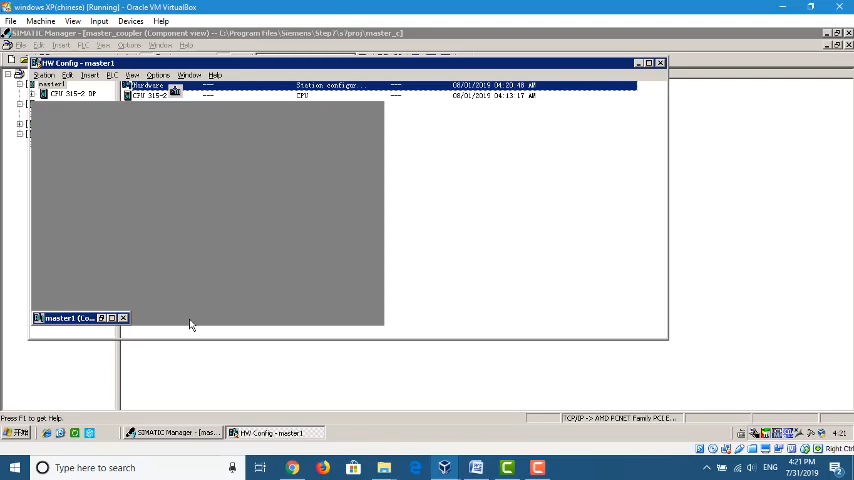 windows XP(chinese) [Running] - Oracle VM VirtualBox
File Machine View Input Devices Help
SIMATIC Manager - [master_coupler (Component view) -- C:\Program Files\Siemens\Step7\s7proj\master_c]
File Edit Insert PLC View Options Window Help
HW Config - master1
Station Edit Insert PLC View Options Window Help
master1
Hardware --- Station configur... --- 08/01/2019 04:20:48 AM
CPU 315-2 DP
CPU 315-2 --- CPU --- 08/01/2019 04:13:17 AM
master1 (Co...
Press F1 to get Help.
TCP/IP -> AMD PCNET Family PCI E...
开始
SIMATIC Manager - [mas...
HW Config - master1
4:21
Right Ctrl
Type here to search
ENG
4:21 PM
7/31/2019
2